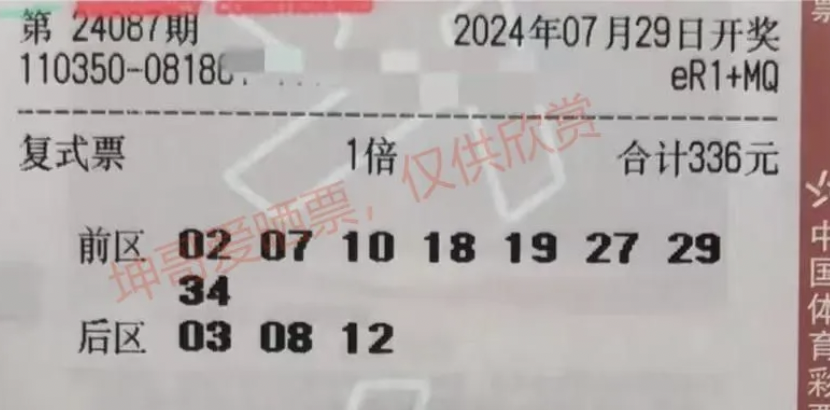 第 24087期
2024年07月29日开奖
110350-08180
eR1+MQ
复式票
1倍
合计336元
坤哥爱晒票，仅供欣赏
前区 02 07 10 18 19 27 29
34
后区 03 08 12
中国体育彩票